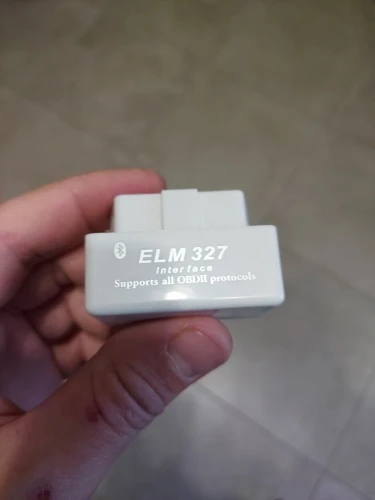 ELM 327
Interface
Supports all OBDII protocols